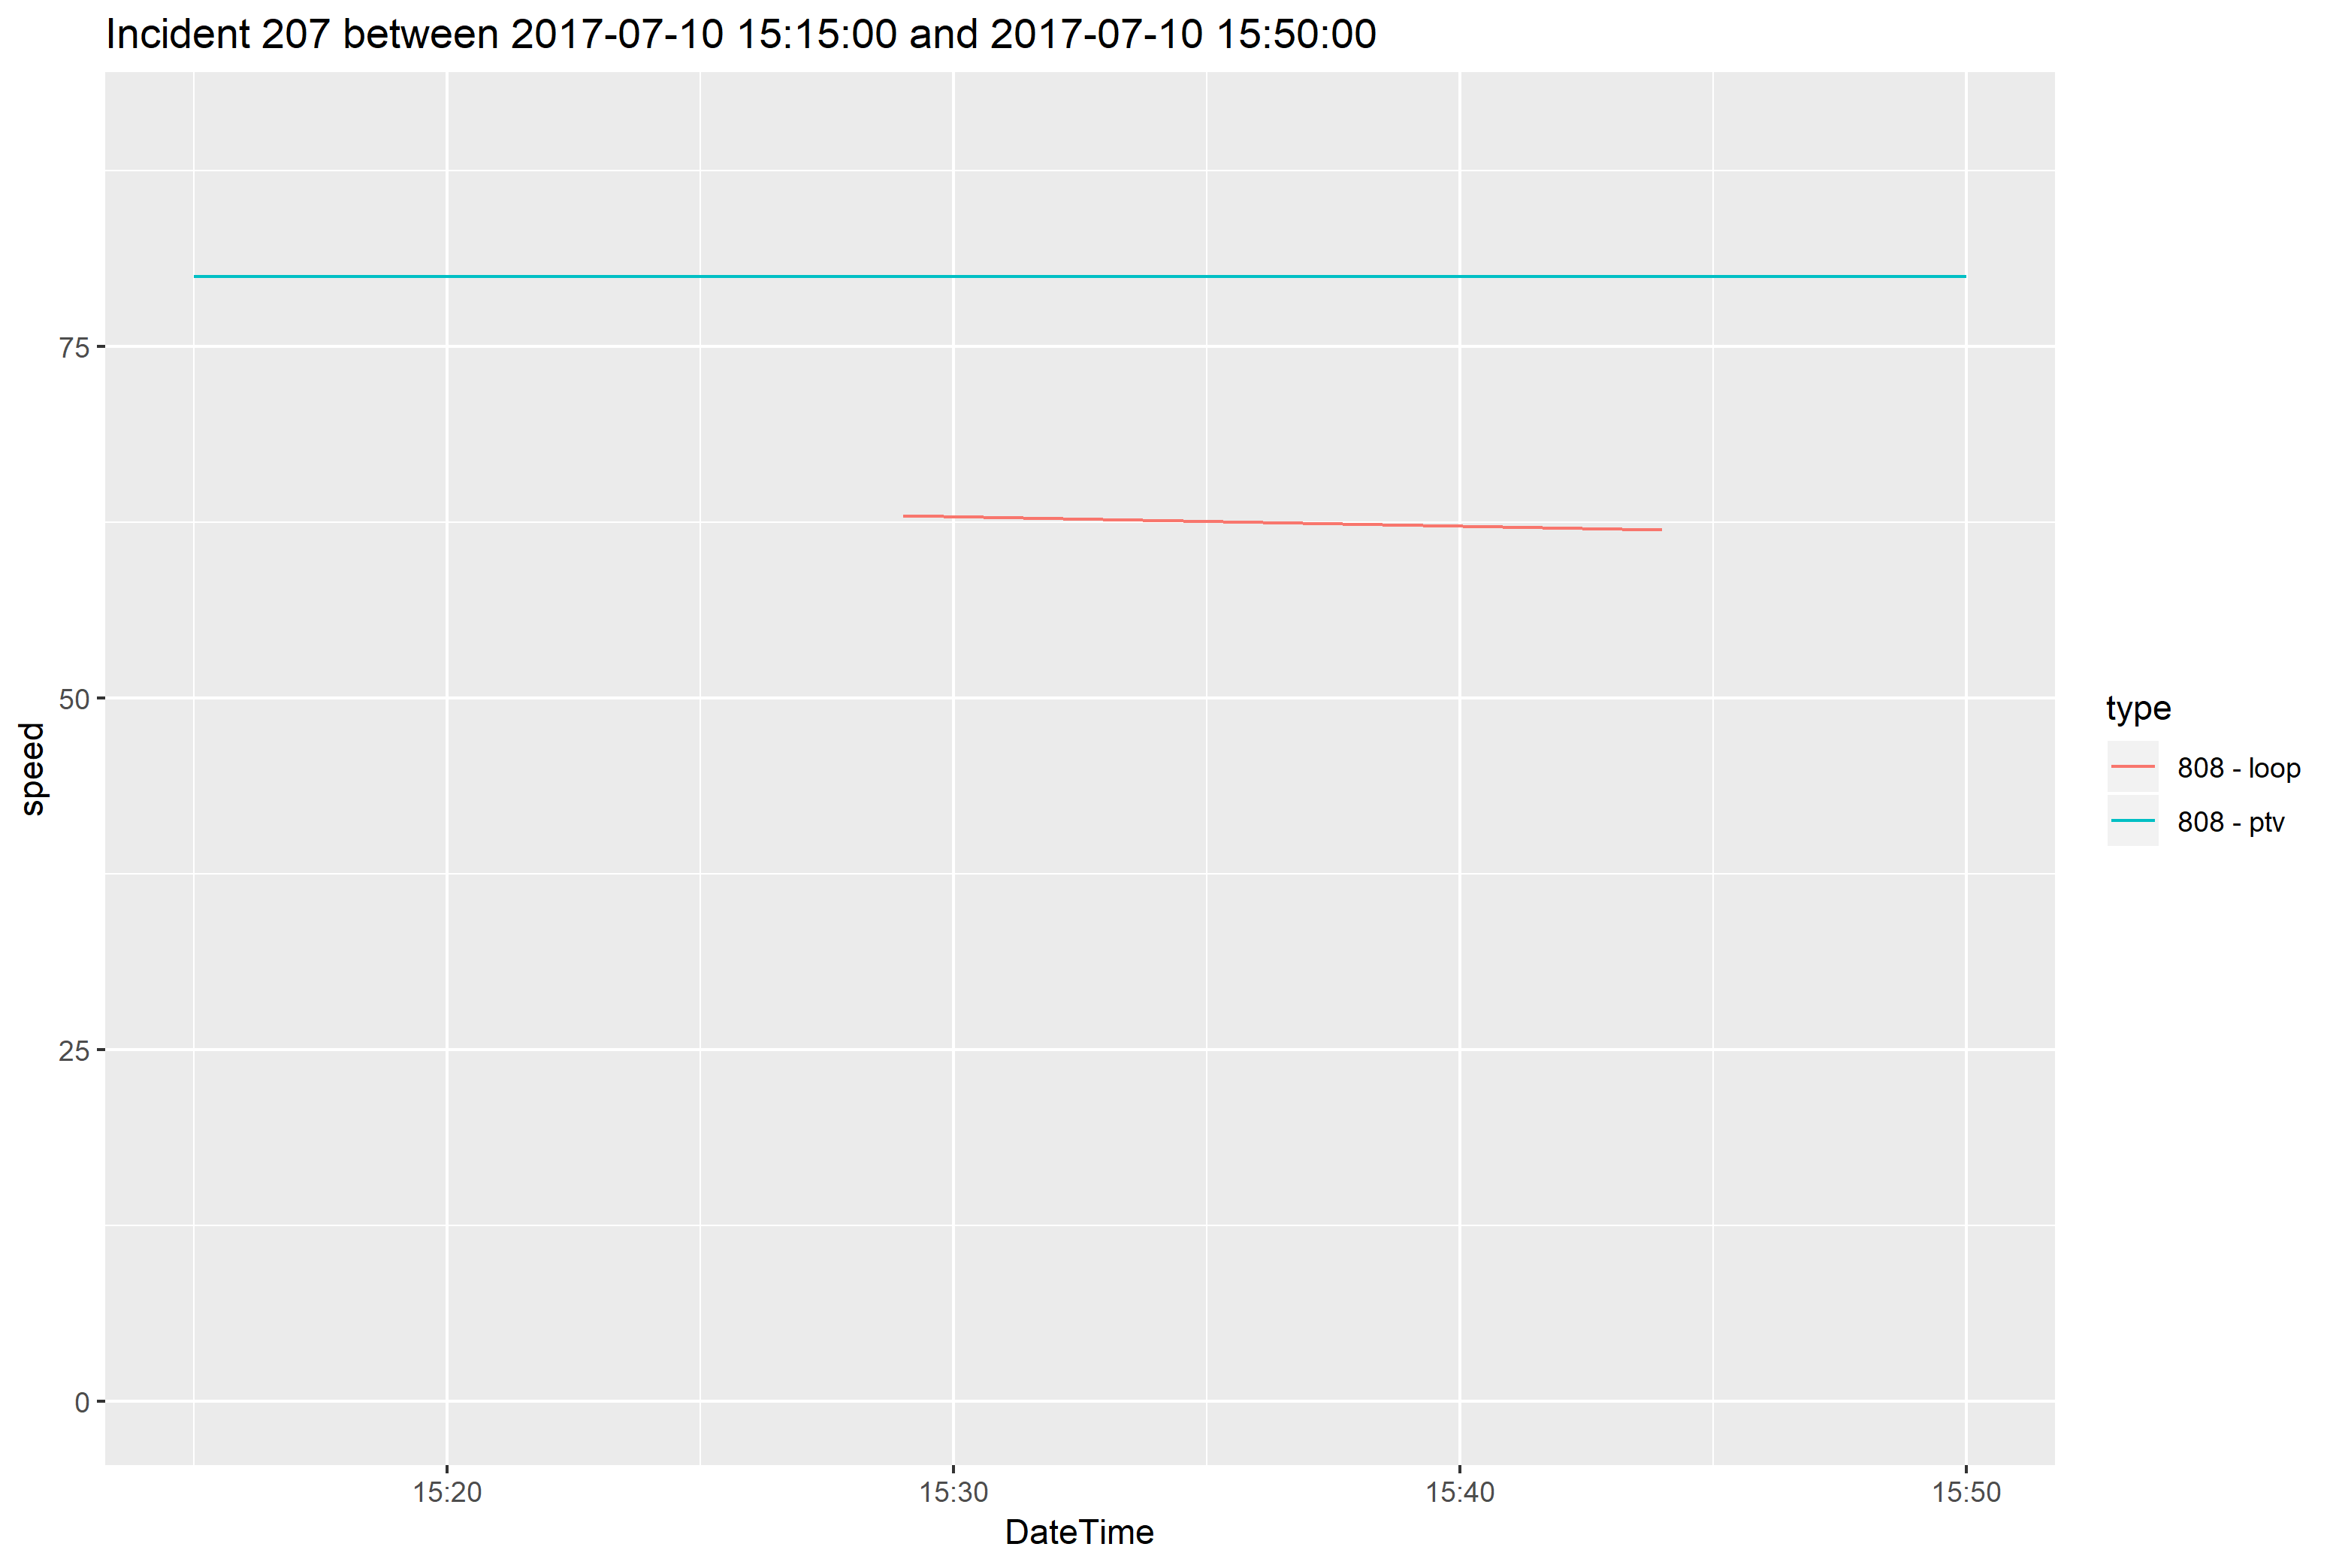 Incident 207 between 2017-07-10 15:15:00 and 2017-07-10 15:50:00
75
50
25
0
speed
15:20
15:30
15:40
15:50
DateTime
type
808 - loop
808 - ptv